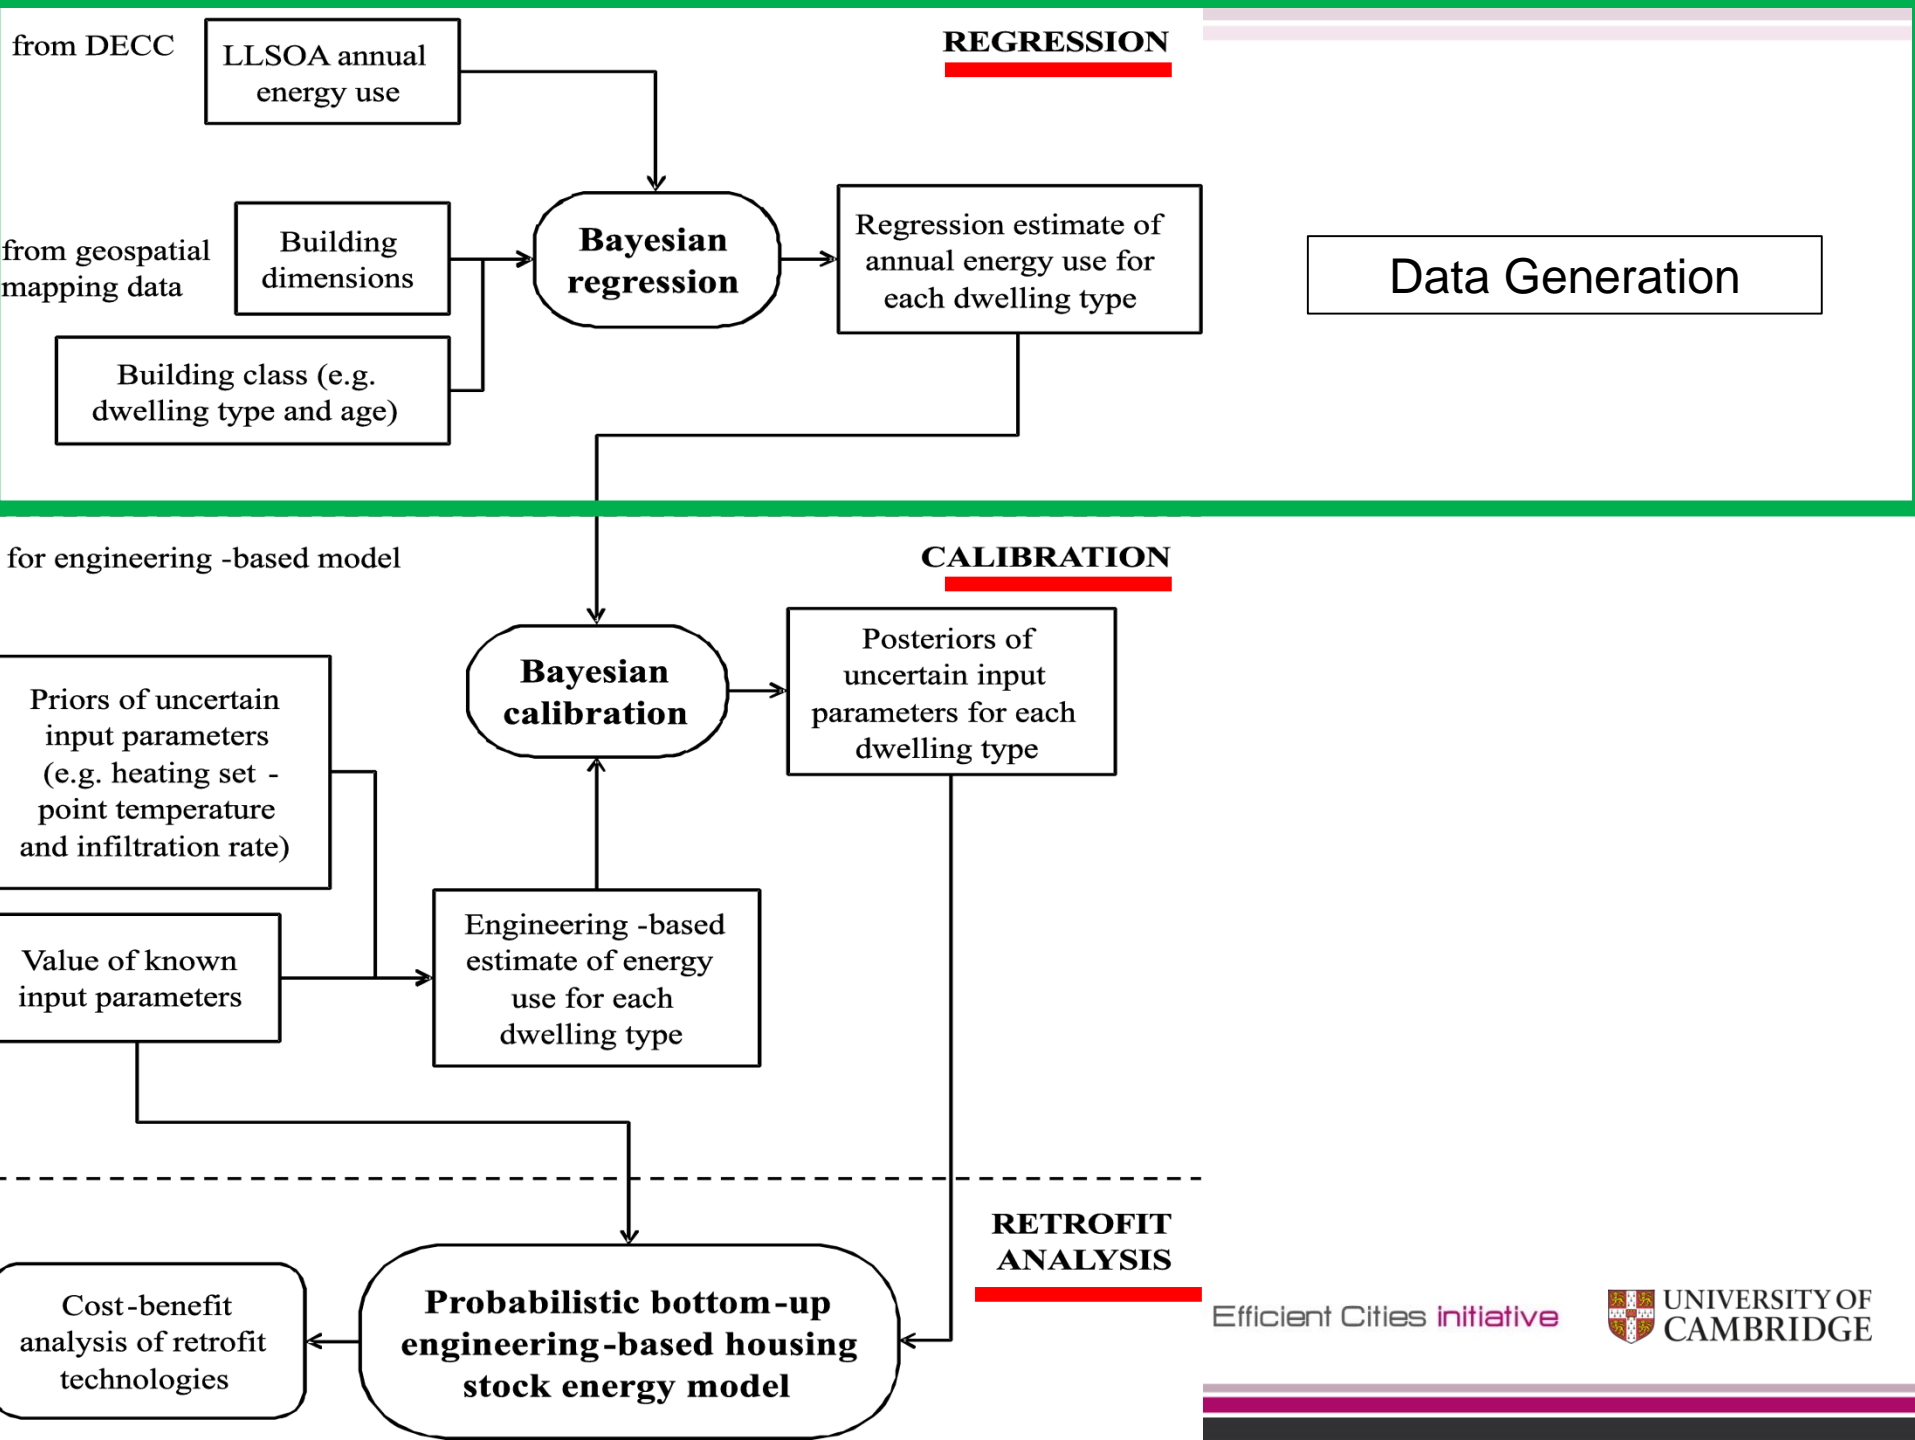 from DECC
LLSOA annual
energy use
REGRESSION
from geospatial
mapping data
Building
dimensions
Building class (e.g.
dwelling type and age)
Bayesian
regression
Regression estimate of
annual energy use for
each dwelling type
Data Generation
for engineering -based model
CALIBRATION
Priors of uncertain
input parameters
(e.g. heating set -
point temperature
and infiltration rate)
Bayesian
calibration
Posteriors of
uncertain input
parameters for each
dwelling type
Value of known
input parameters
Engineering -based
estimate of energy
use for each
dwelling type
RETROFIT
ANALYSIS
Cost-benefit
analysis of retrofit
technologies
Probabilistic bottom-up
engineering-based housing
stock energy model
Efficient Cities initiative
UNIVERSITY OF
CAMBRIDGE